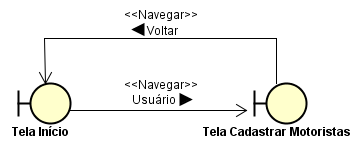 <<Navegar>>
Voltar
<<Navegar>>
Usuário
Tela Início
Tela Cadastrar Motoristas